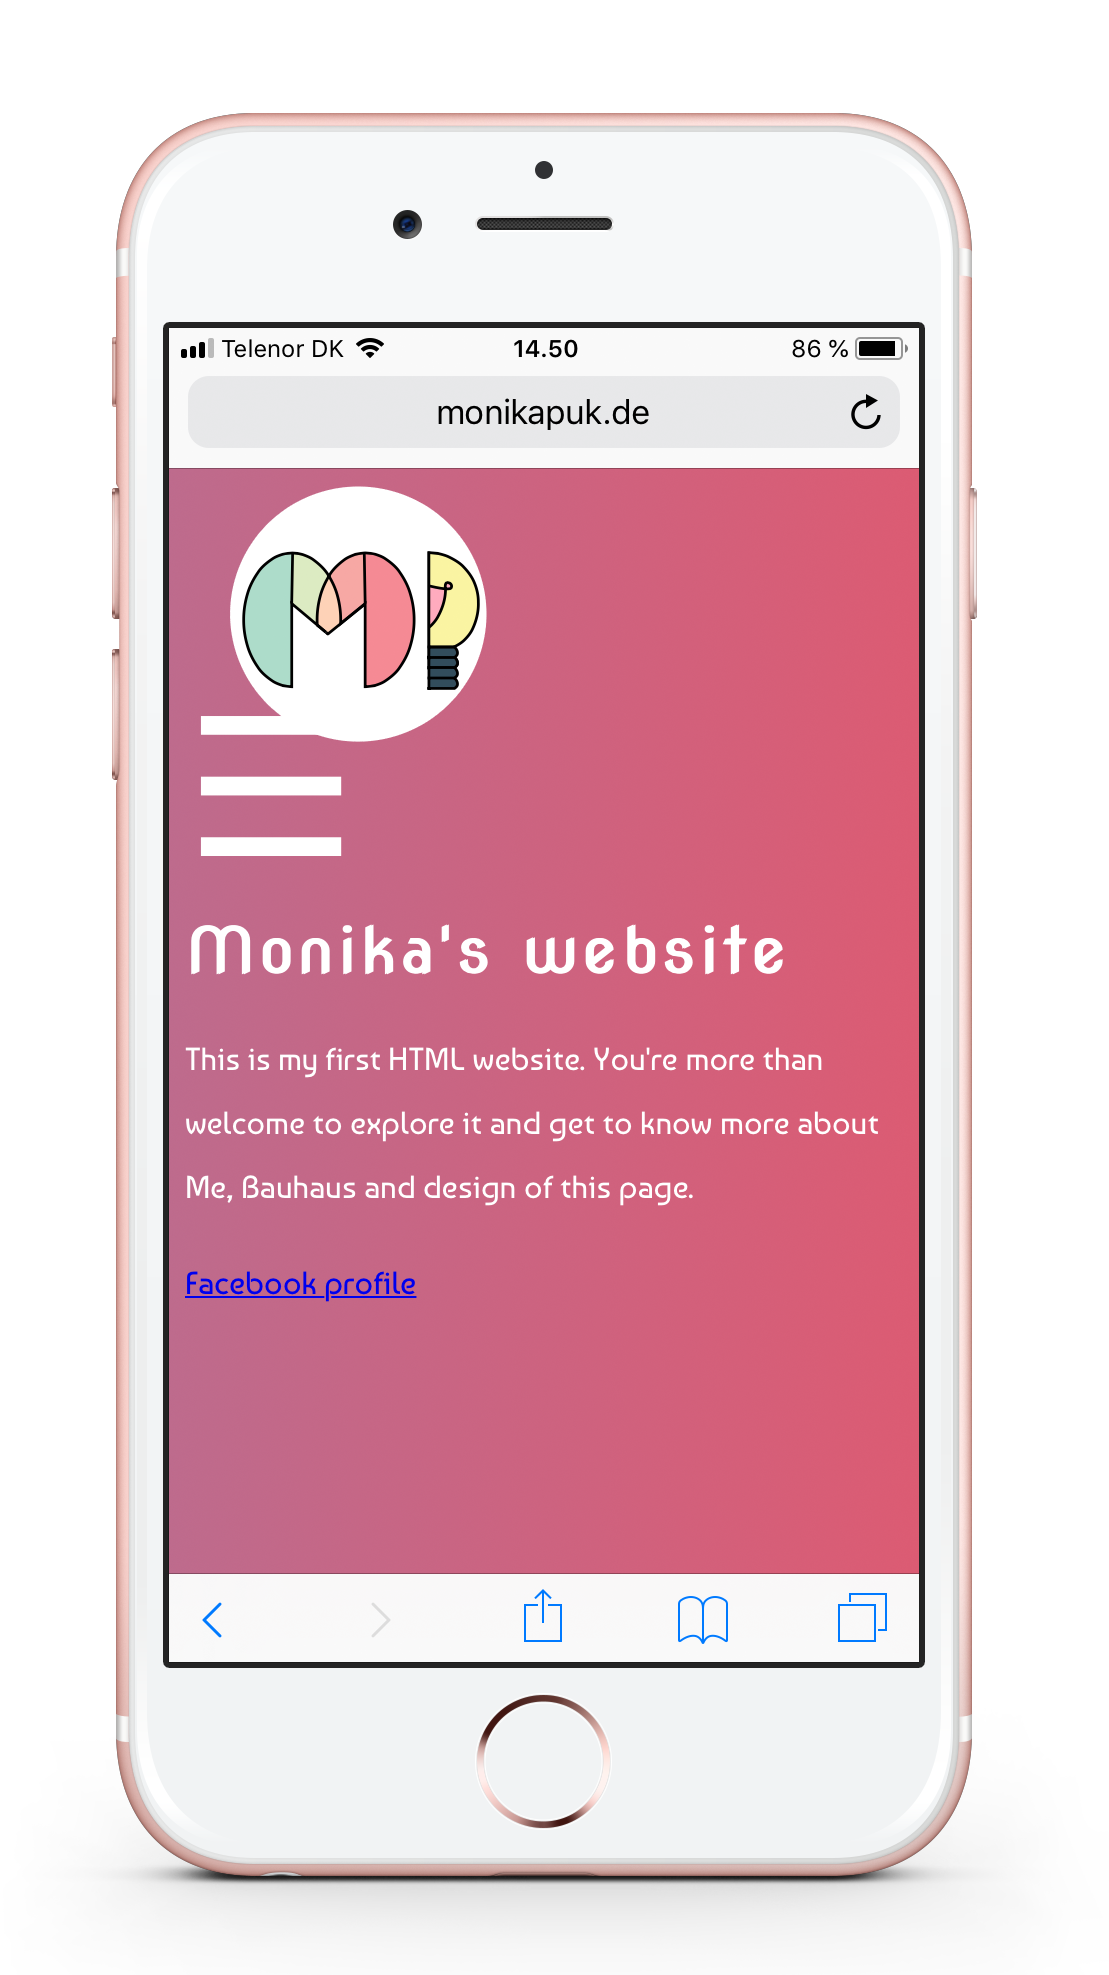 Telenor DK 14.50 86 %
monikapuk.de
MP
Monika's website
This is my first HTML website. You're more than
welcome to explore it and get to know more about
Me, Bauhaus and design of this page.
Facebook profile